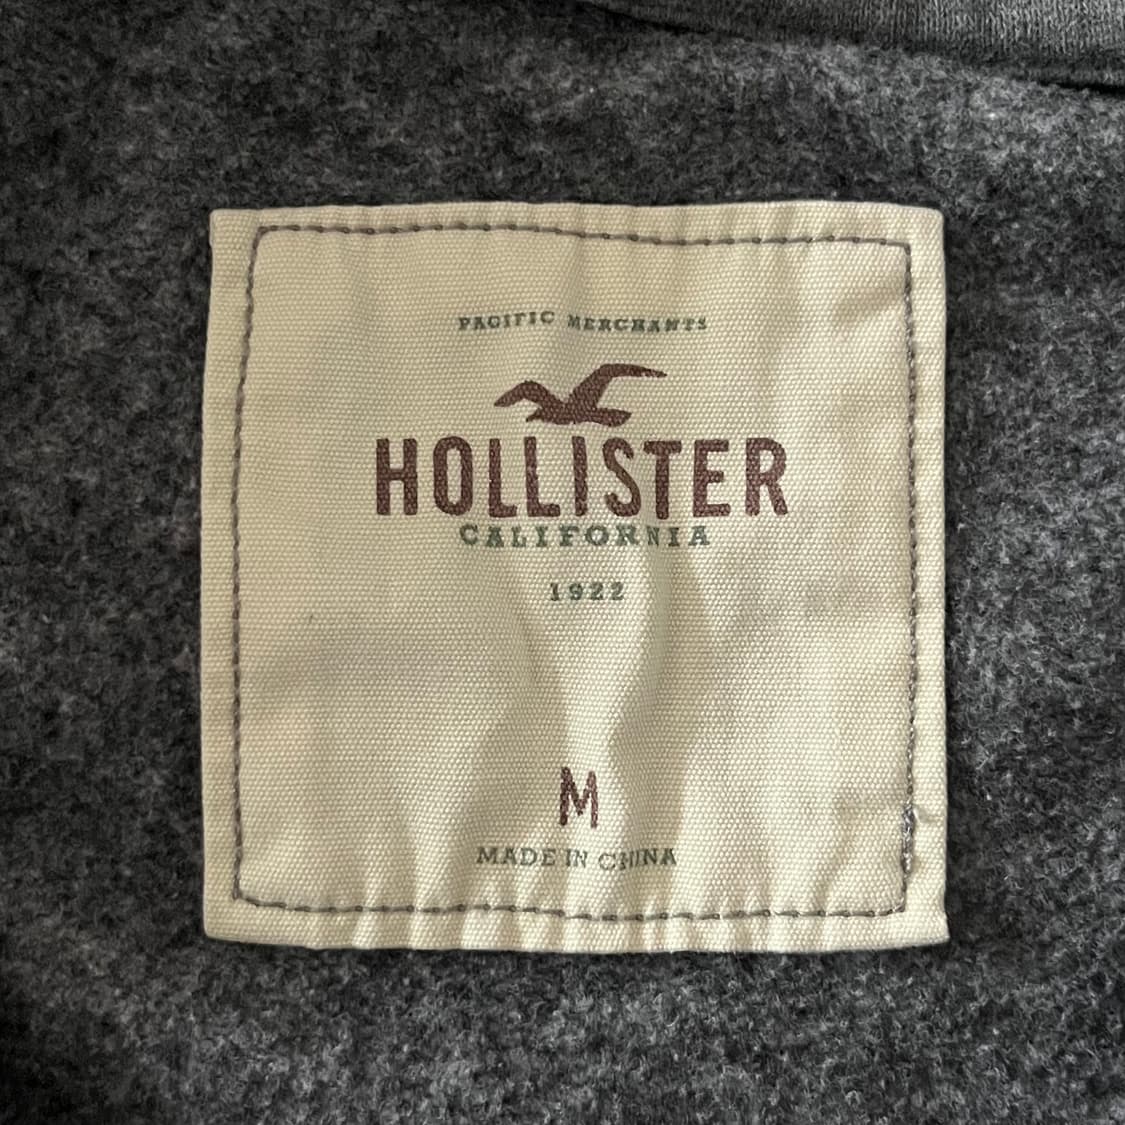 PACIFIC MERCHANTS
HOLLISTER
CALIFORNIA
1922
M
MADE IN CHINA